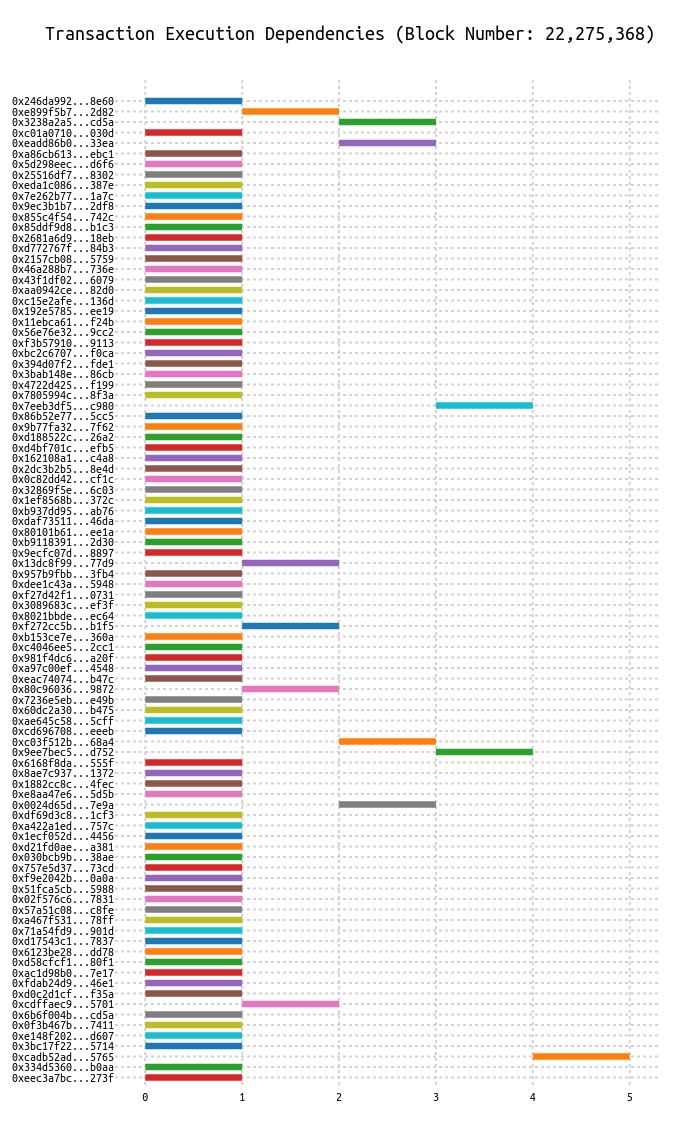 Transaction Execution Dependencies (Block Number: 22,275,368)
0x246da992...8e60
0xe899f5b7...2d82
0x3238a2a5...cd5a
0xc01a0710...030d
0xeadd86b0...33ea
0xa86cb613...ebc1
0x5d298eec...d6f6
0x25516df7...8302
0xeda1c086...387e
0x7e262b77...1a7c
0x9ec3b1b7...2df8
0x855c4f54...742c
0x85ddf9d8...b1c3
0x2681a6d9...18eb
0xd772767f...84b3
0x2157cb08...5759
0x46a288b7...736e
0x43f1df02...6079
0xaa0942ce...82d0
0xc15e2afe...136d
0x192e5785...ee19
0x11ebca61...f24b
0x56e76e32...9cc2
0xf3b57910...9113
0xbc2c6707...f0ca
0x394d07f2...fde1
0x3bab148e...86cb
0x4722d425...f199
0x7805994c...8f3a
0x7eeb3df5...c980
0x86b52e77...5cc5
0x9b77fa32...7f62
0xd188522c...26a2
0xd4bf701c...efb5
0x162108a1...c4a8
0x2dc3b2b5...8e4d
0x0c82dd42...cf1c
0x32869f5e...6c03
0x1ef8568b...372c
0xb937dd95...ab76
0xdaf73511...46da
0x80101b61...ee1a
0xb9118391...2d30
0x9ecfc07d...8897
0x13dc8f99...77d9
0x957b9fbb...3fb4
0xdee1c43a...5948
0xf27d42f1...0731
0x3089683c...ef3f
0x8021bbde...ec64
0xf272cc5b...b1f5
0xb153ce7e...360a
0xc4046ee5...2cc1
0x981f4dc6...a20f
0xa97c00ef...4548
0xeac74074...b47c
0x80c96036...9872
0x7236e5eb...e49b
0x60dc2a30...b475
0xae645c58...5cff
0xcd696708...eeeb
0xc03f512b...68a4
0x9ee7bec5...d752
0x6168f8da...555f
0x8ae7c937...1372
0x1882cc8c...4fec
0xe8aa47e6...5d5b
0x0024d65d...7e9a
0xdf69d3c8...1cf3
0xa422a1ed...757c
0x1ecf052d...4456
0xd21fd0ae...a381
0x030bcb9b...38ae
0x757e5d37...73cd
0xf9e2042b...0a0a
0x51fca5cb...5988
0x02f576c6...7831
0x57a51c08...c8fe
0xa467f531...78ff
0x71a54fd9...901d
0xd17543c1...7837
0x6123be28...dd78
0xd58cfcf1...80f1
0xac1d98b0...7e17
0xfdab24d9...46e1
0xd0c2d1cf...f35a
0xcdffaec9...5701
0x6b6f004b...cd5a
0x0f3b467b...7411
0xe148f202...d607
0x3bc17f22...5714
0xcadb52ad...5765
0x334d5360...b0aa
0xeec3a7bc...273f
0 1 2 3 4 5